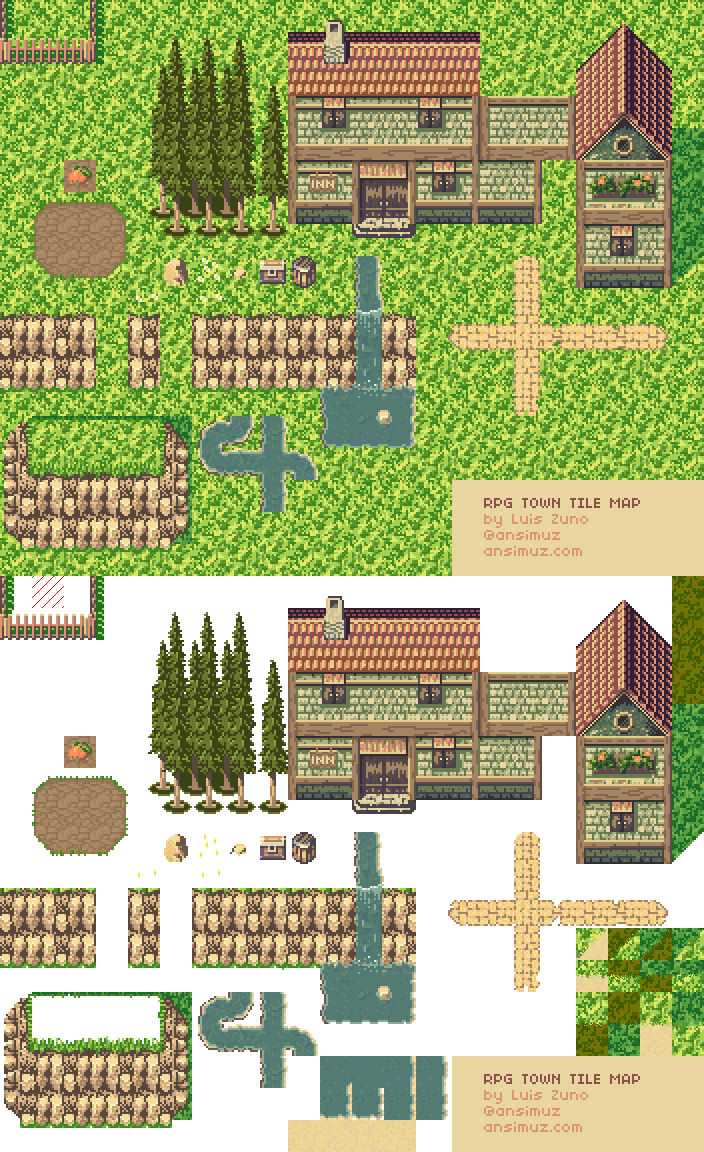 INN
RPG TOWN TILE MAP
by Luis Zuno
@ansimuz
ansimuz.com
INN
RPG TOWN TILE MAP
by Luis Zuno
@ansimuz
ansimuz.com